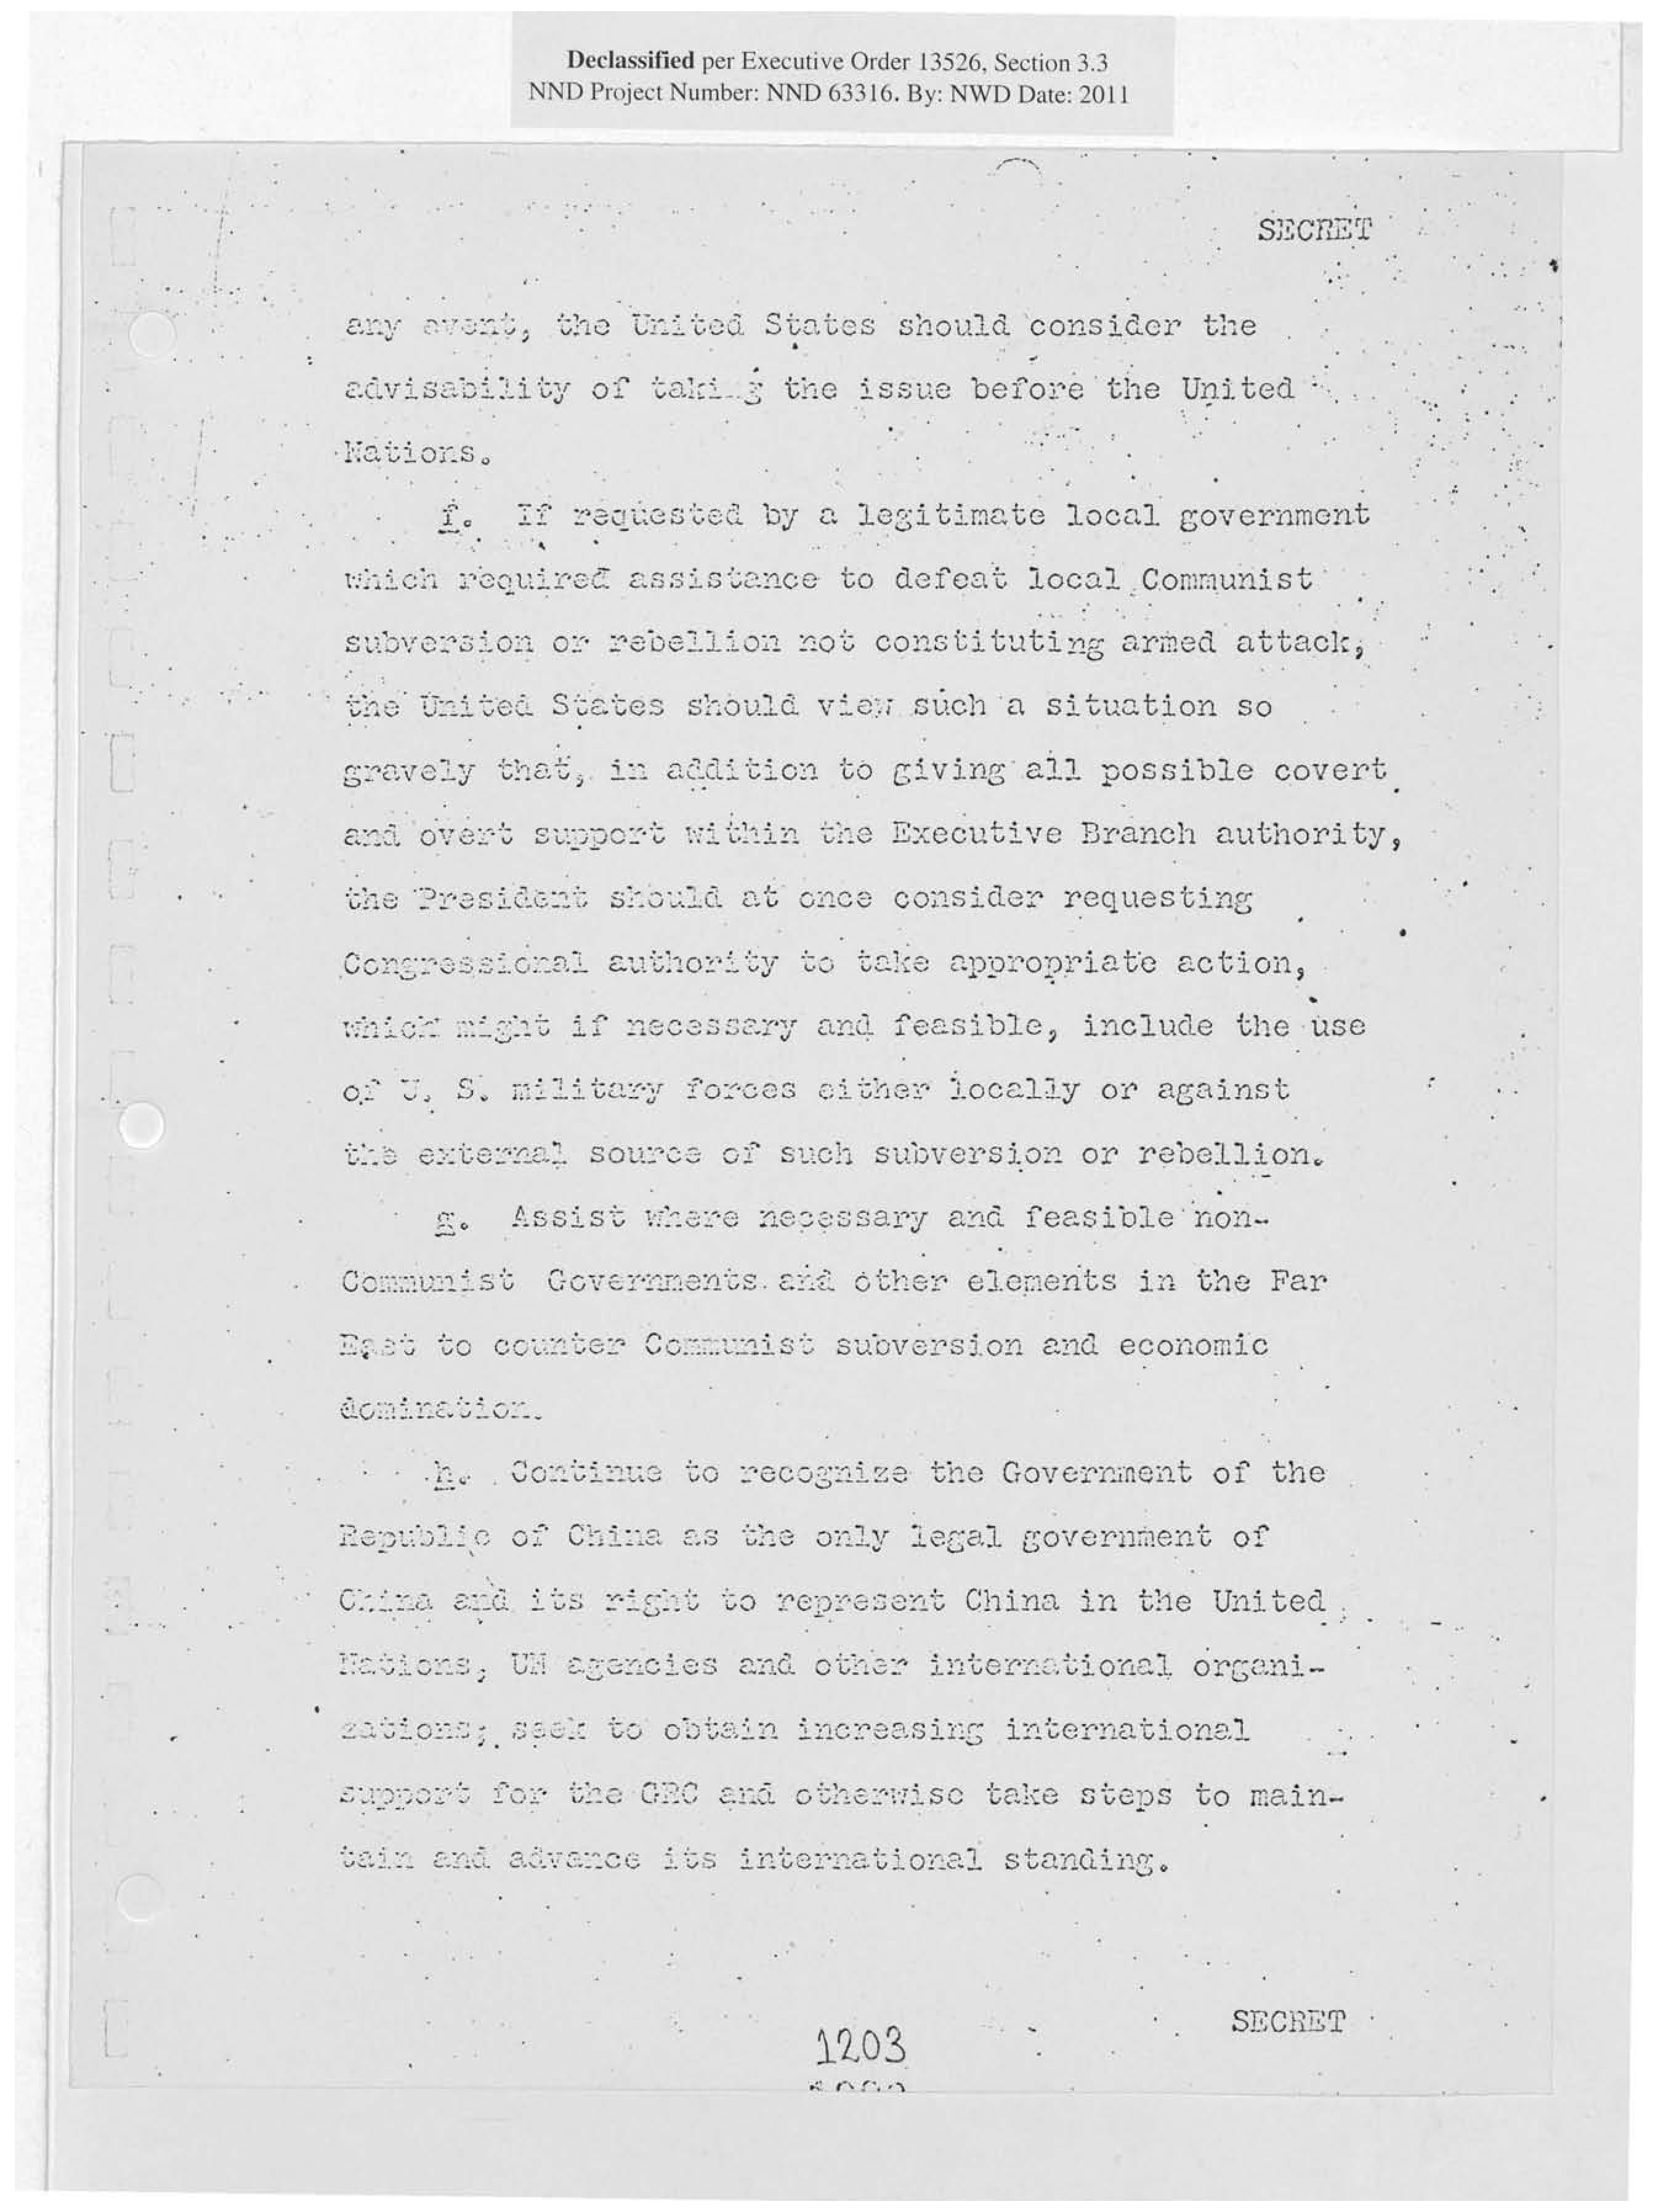 Declassified per Executive Order 13526, Section 3.3
NND Project Number: NND 63316. By: NWD Date: 2011
SECRET
any event, the United States should consider the
advisability of taking the issue before the United
Nations.
f. If requested by a legitimate local government
which required assistance to defeat local Communist
subversion or rebellion not constituting armed attack,
the United States should view such a situation so
gravely that, in addition to giving all possible covert
and overt support within the Executive Branch authority,
the President should at once consider requesting
Congressional authority to take appropriate action,
which might if necessary and feasible, include the use
of U. S. military forces either locally or against
the external source of such subversion or rebellion.
g. Assist where necessary and feasible non-
Communist Governments and other elements in the Far
East to counter Communist subversion and economic
domination.
h. Continue to recognize the Government of the
Republic of China as the only legal government of
China and its right to represent China in the United
Nations, UN agencies and other international organi-
zations; seek to obtain increasing international
support for the GRC and otherwise take steps to main-
tain and advance its international standing.
SECRET
1203